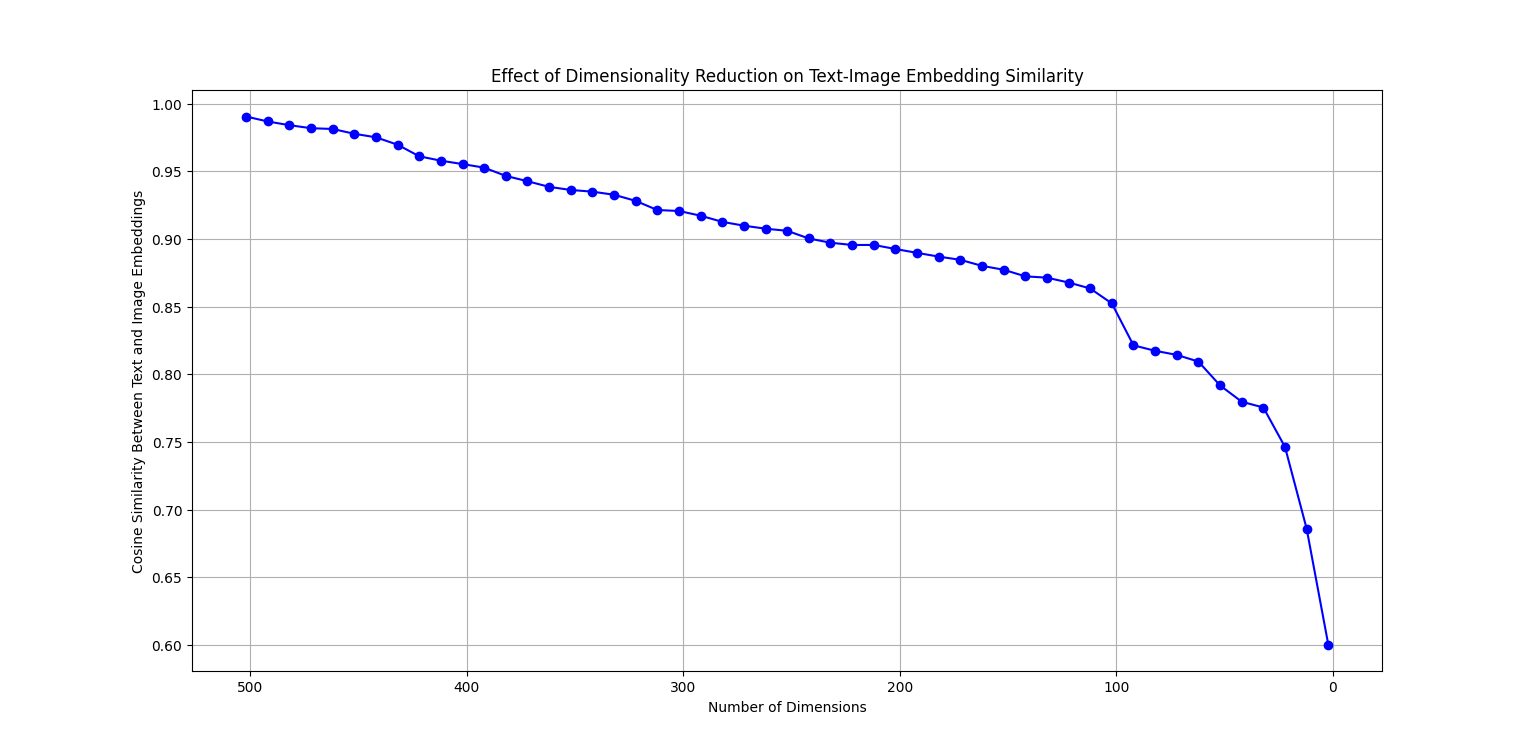 Effect of Dimensionality Reduction on Text-Image Embedding Similarity
Cosine Similarity Between Text and Image Embeddings
1.00
0.95
0.90
0.85
0.80
0.75
0.70
0.65
0.60
500 400 300 200 100 0
Number of Dimensions